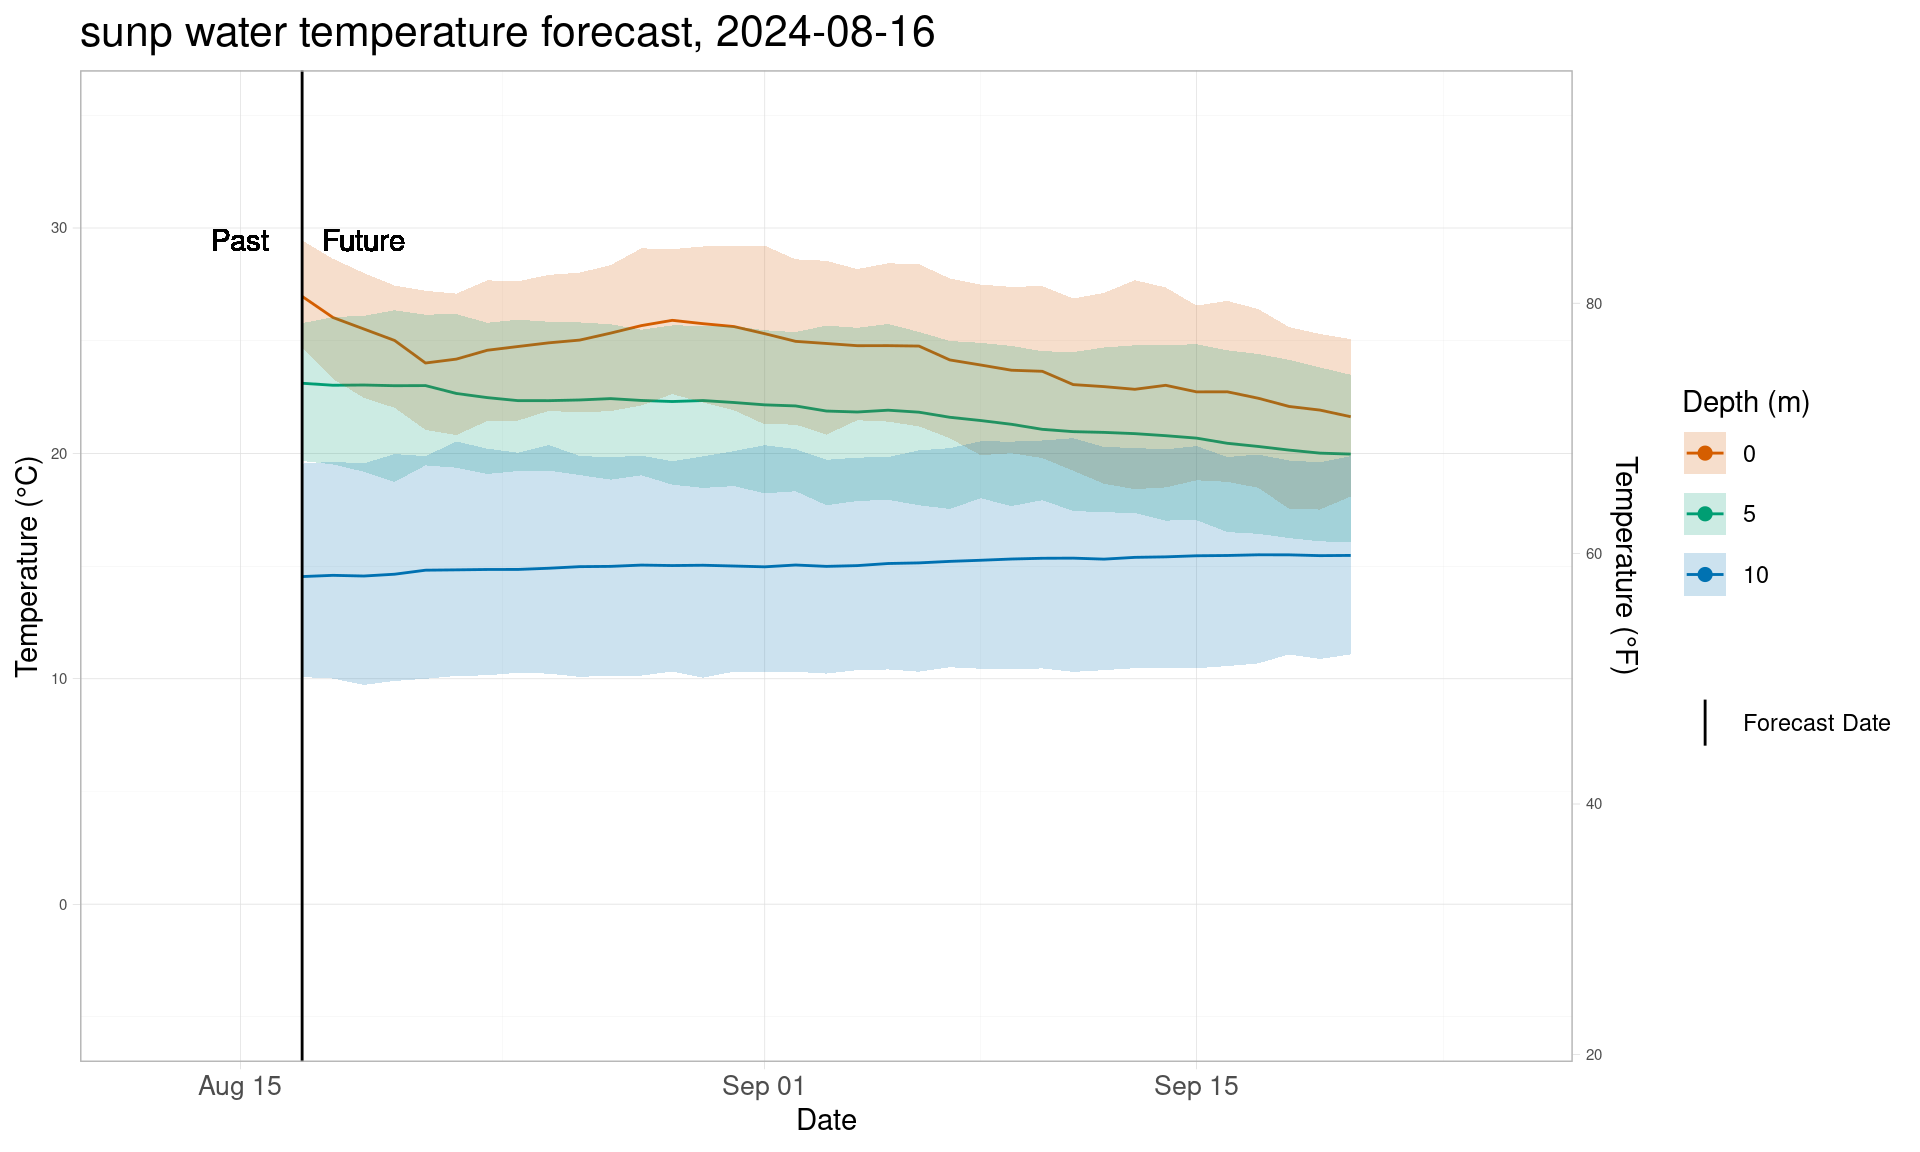 sunp water temperature forecast, 2024-08-16
Past
Future
30
20
10
0
Temperature (°C)
80
60
40
20
Temperature (°F)
Aug 15
Sep 01
Sep 15
Date
Depth (m)
0
5
10
Forecast Date